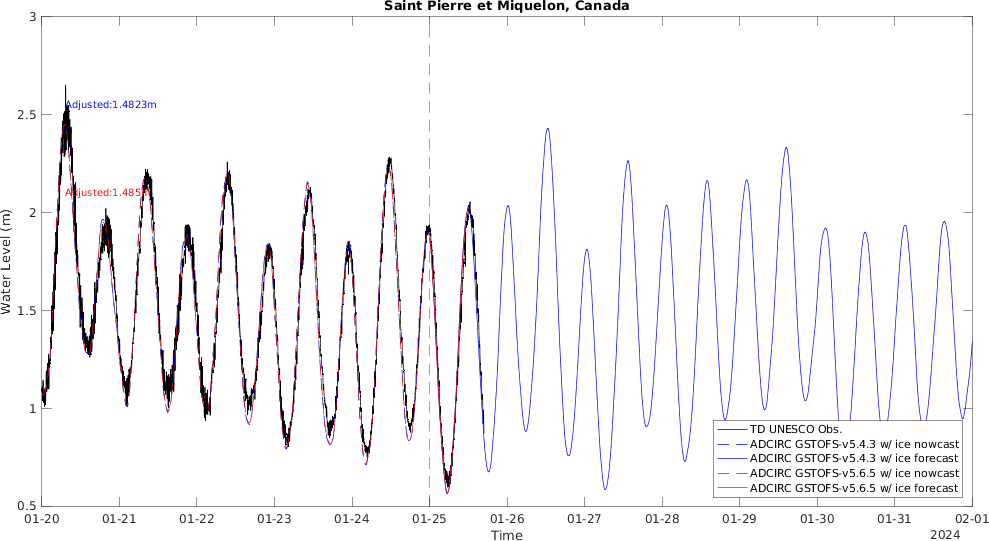 Saint Pierre et Miquelon, Canada
3
2.5
2
1.5
1
0.5
Water Level (m)
Adjusted:1.4823m
Adjusted:1.485
TD UNESCO Obs.
ADCIRC GSTOFS-v5.4.3 w/ ice nowcast
ADCIRC GSTOFS-v5.4.3 w/ ice forecast
ADCIRC GSTOFS-v5.6.5 w/ ice nowcast
ADCIRC GSTOFS-v5.6.5 w/ ice forecast
01-20 01-21 01-22 01-23 01-24 01-25 01-26 01-27 01-28 01-29 01-30 01-31 02-01
Time
2024